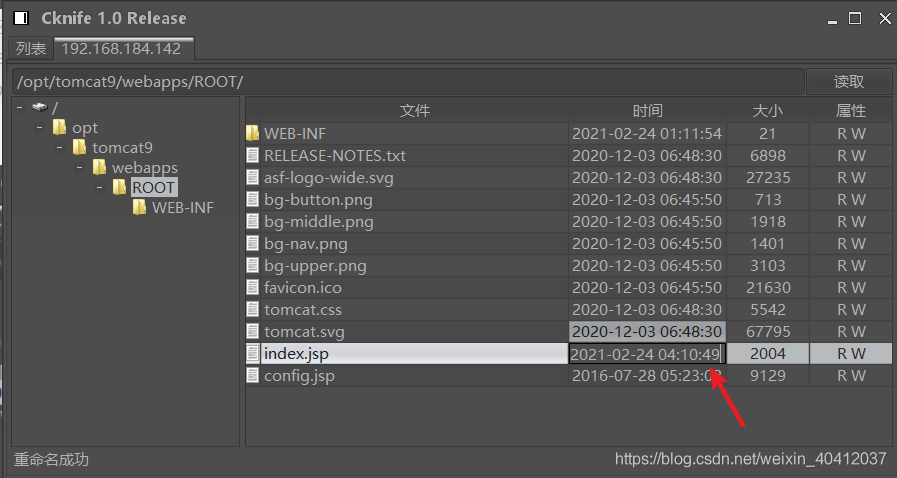 Cknife 1.0 Release
列表 192.168.184.142
/opt/tomcat9/webapps/ROOT/ 读取
/
opt
tomcat9
webapps
ROOT
WEB-INF
文件 时间 大小 属性
WEB-INF 2021-02-24 01:11:54 21 R W
RELEASE-NOTES.txt 2020-12-03 06:48:30 6898 R W
asf-logo-wide.svg 2020-12-03 06:48:30 27235 R W
bg-button.png 2020-12-03 06:45:50 713 R W
bg-middle.png 2020-12-03 06:45:50 1918 R W
bg-nav.png 2020-12-03 06:45:50 1401 R W
bg-upper.png 2020-12-03 06:45:50 3103 R W
favicon.ico 2020-12-03 06:45:50 21630 R W
tomcat.css 2020-12-03 06:48:30 5542 R W
tomcat.svg 2020-12-03 06:48:30 67795 R W
index.jsp 2021-02-24 04:10:49 2004 R W
config.jsp 2016-07-28 9129 R W
重命名成功
https://blog.csdn.net/weixin_40412037